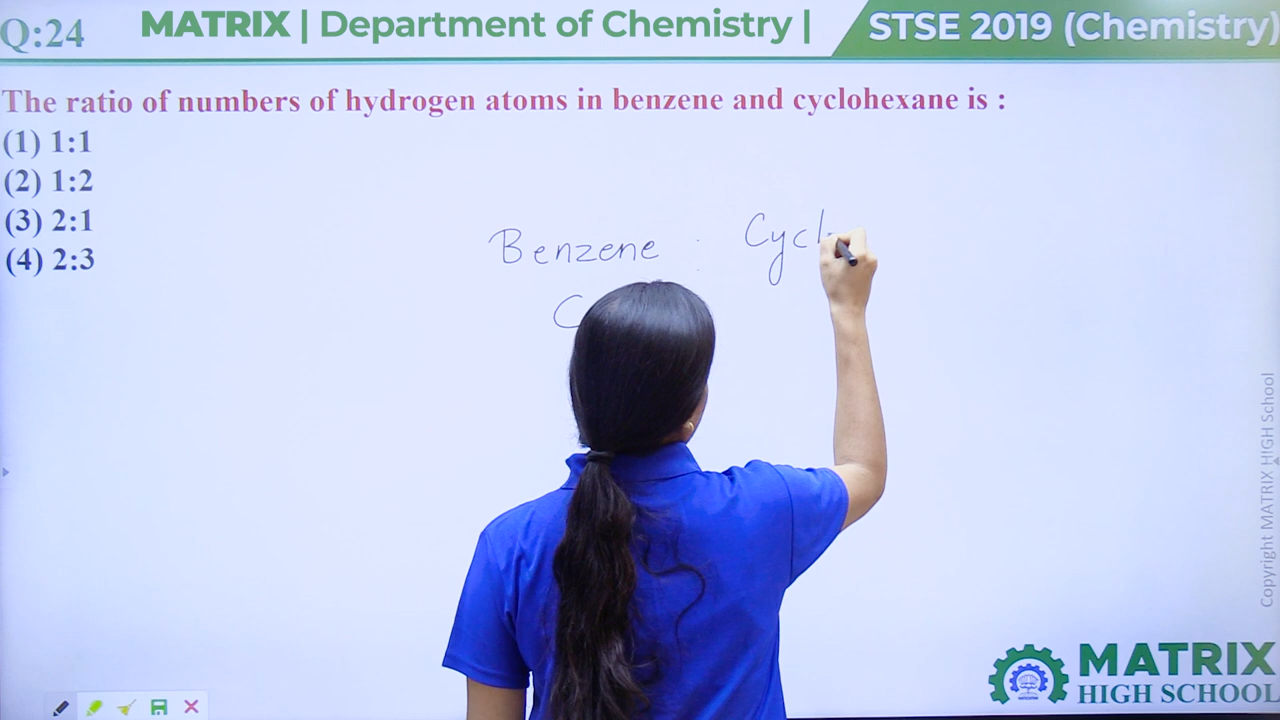 Q:24
MATRIX | Department of Chemistry |
STSE 2019 (Chemistry)
The ratio of numbers of hydrogen atoms in benzene and cyclohexane is :
(1) 1:1
(2) 1:2
(3) 2:1
(4) 2:3
Benzene : Cycl
C
Copyright MATRIX HIGH School
MATRIX
HIGH SCHOOL